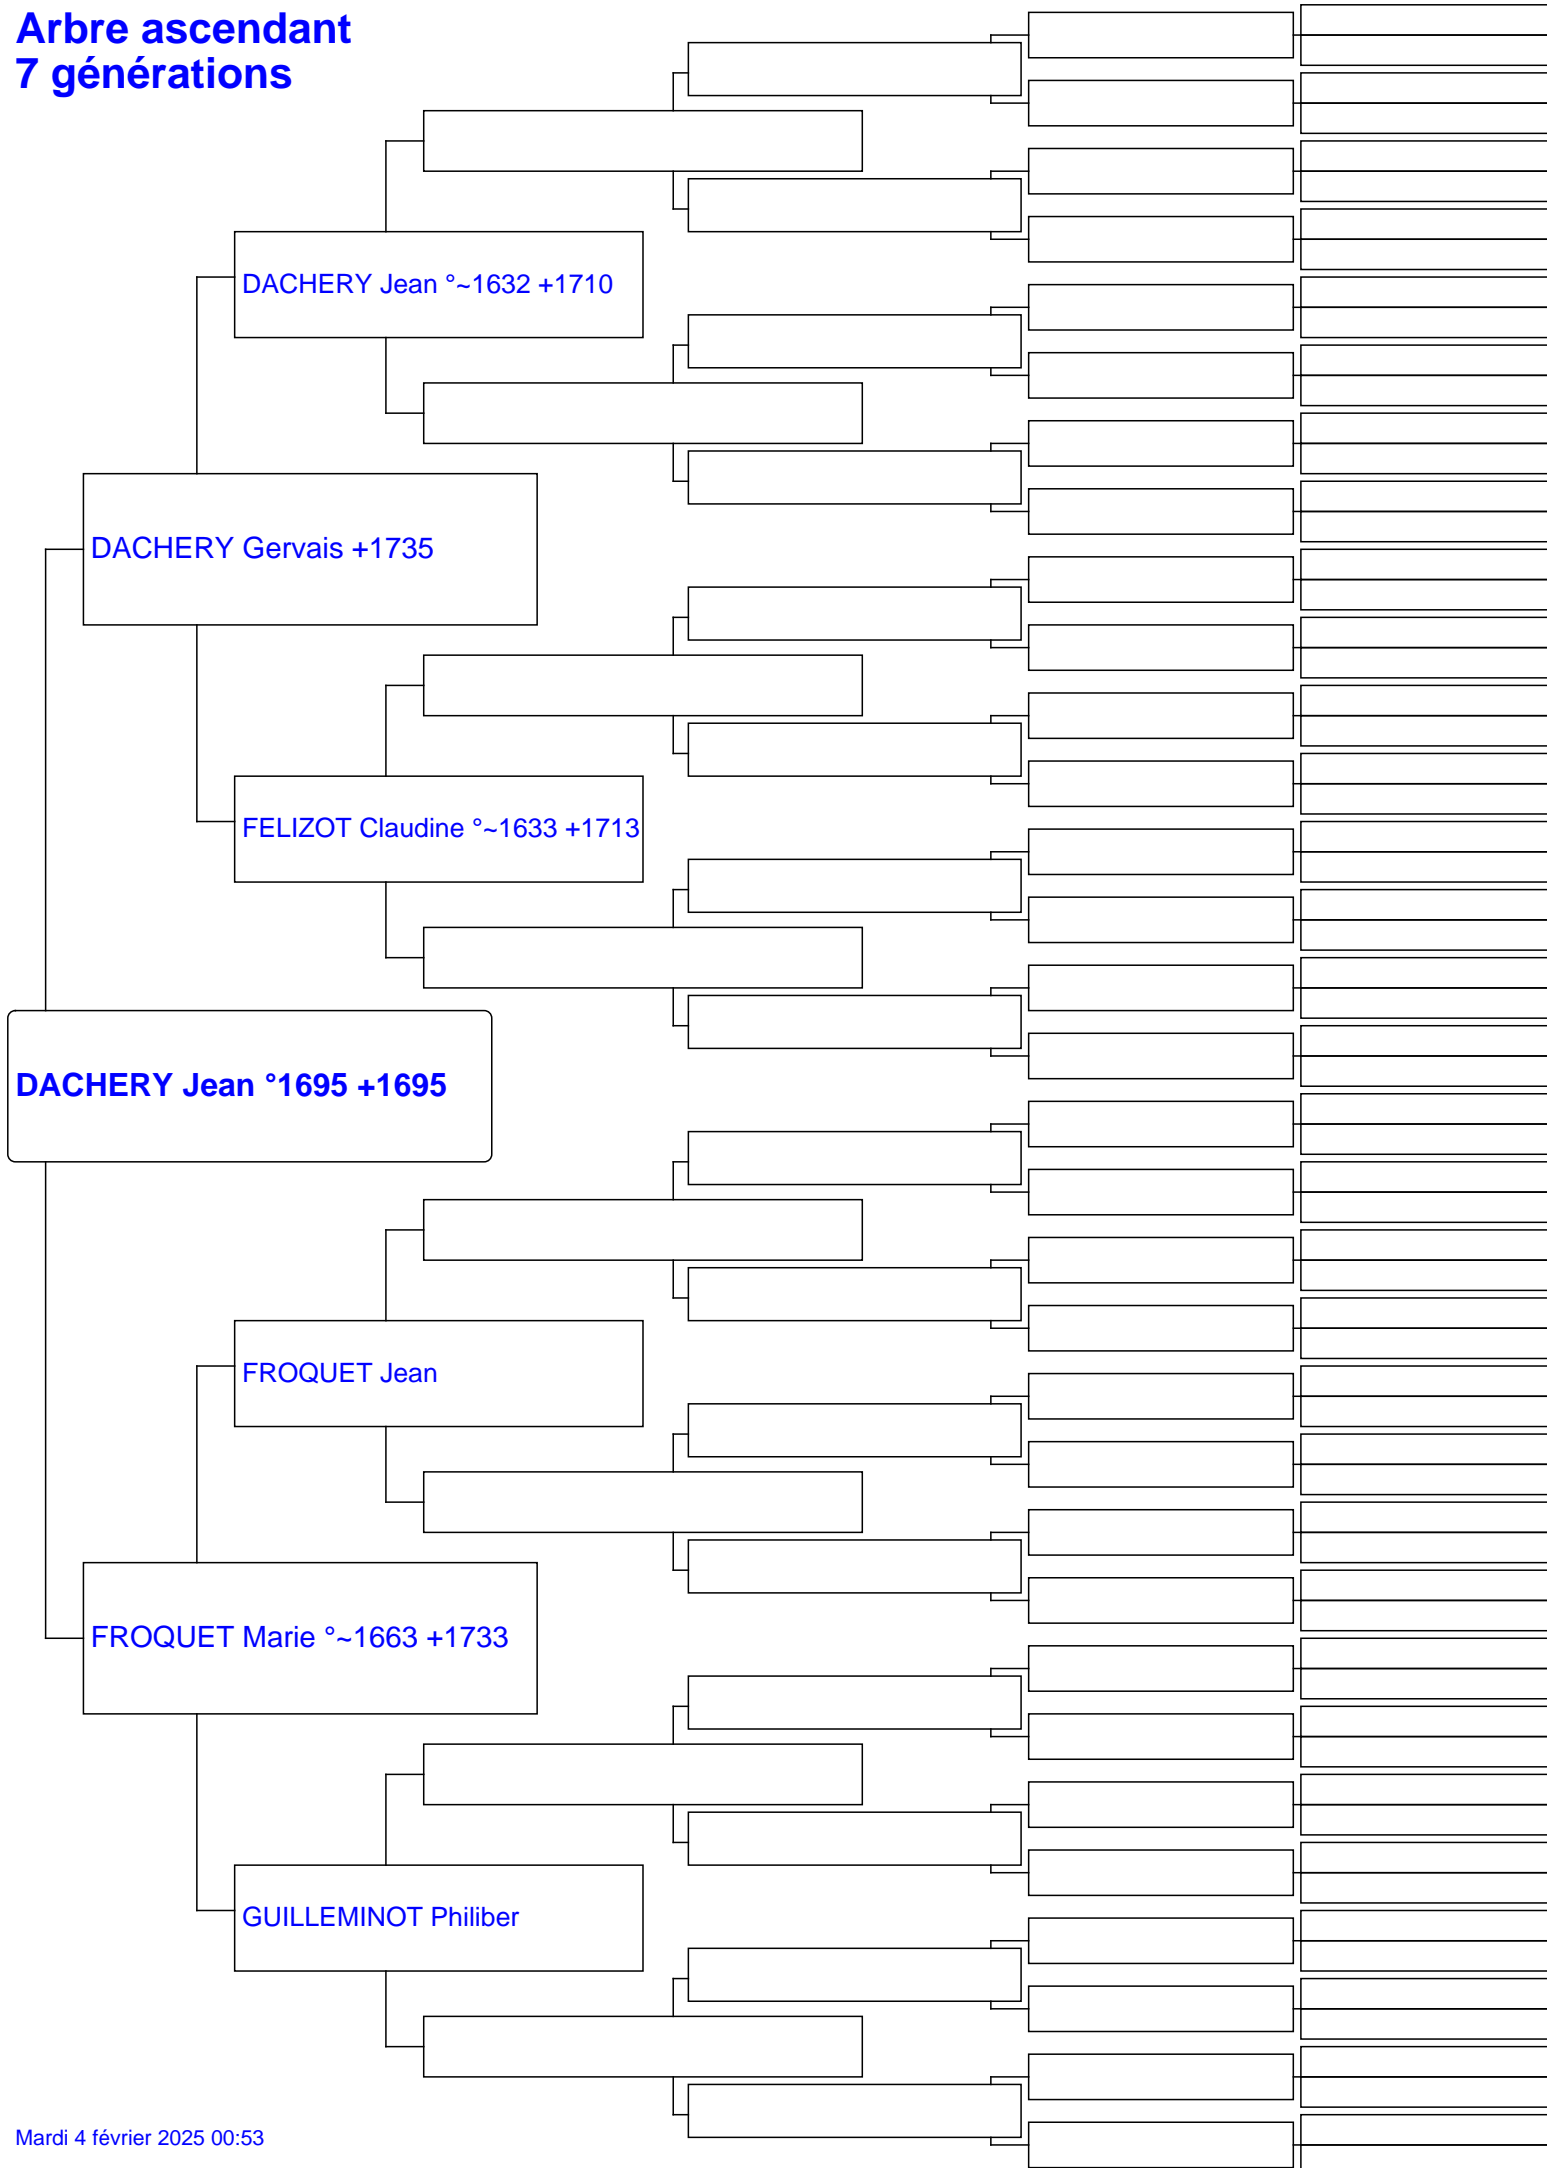 Arbre ascendant
7 générations
DACHERY Jean °~1632 +1710
DACHERY Gervais +1735
FELIZOT Claudine °~1633 +1713
DACHERY Jean °1695 +1695
FROQUET Jean
FROQUET Marie °~1663 +1733
GUILLEMINOT Philiber
Mardi 4 février 2025 00:53